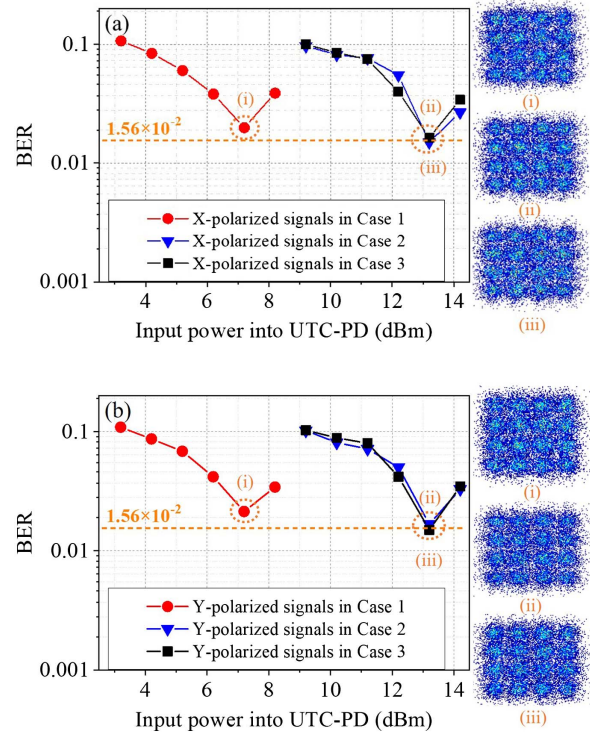 (a)
0.1
(i)
(ii)
1.56×10⁻²
0.01
(iii)
BER
X-polarized signals in Case 1
X-polarized signals in Case 2
X-polarized signals in Case 3
0.001
4 6 8 10 12 14
Input power into UTC-PD (dBm)
(i)
(ii)
(iii)
(b)
0.1
(i)
(ii)
1.56×10⁻²
0.01
(iii)
BER
Y-polarized signals in Case 1
Y-polarized signals in Case 2
Y-polarized signals in Case 3
0.001
4 6 8 10 12 14
Input power into UTC-PD (dBm)
(i)
(ii)
(iii)